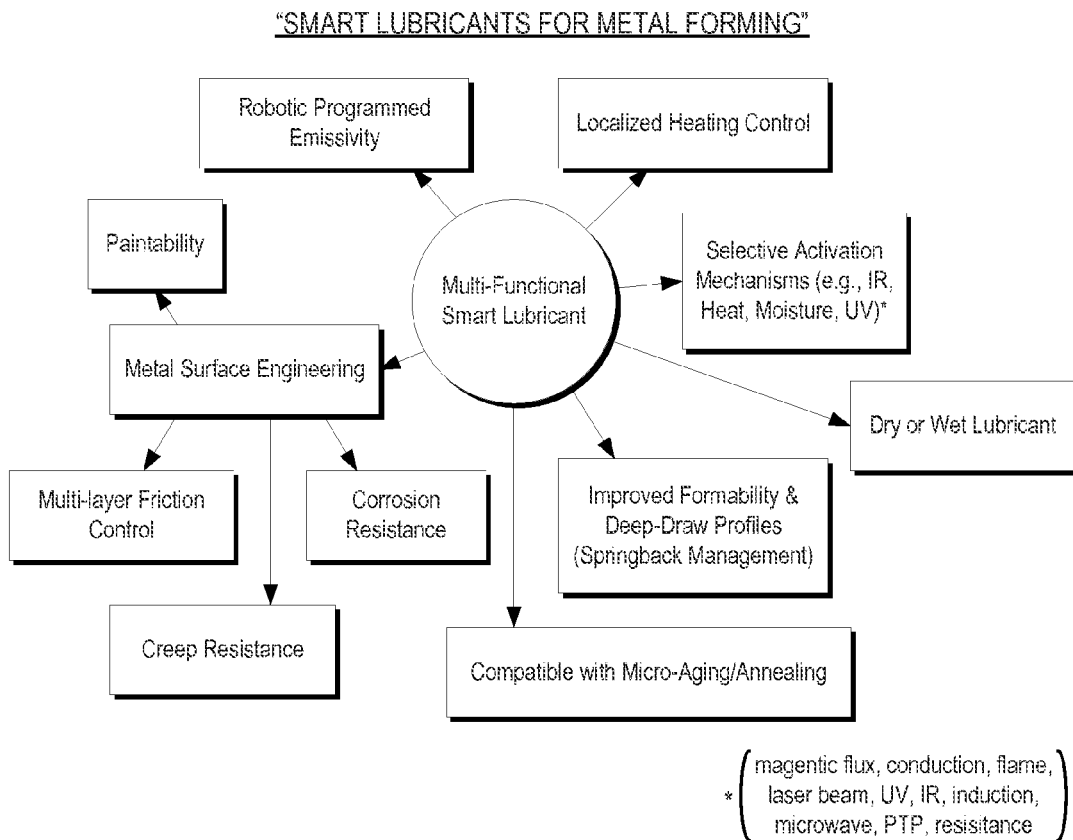 "SMART LUBRICANTS FOR METAL FORMING"
Robotic Programmed
Emissivity
Localized Heating Control
Paintability
Multi-Functional
Smart Lubricant
Selective Activation
Mechanisms (e.g., IR,
Heat, Moisture, UV)*
Metal Surface Engineering
Dry or Wet Lubricant
Multi-layer Friction
Control
Corrosion
Resistance
Improved Formability &
Deep-Draw Profiles
(Springback Management)
Creep Resistance
Compatible with Micro-Aging/Annealing
* (magentic flux, conduction, flame,
laser beam, UV, IR, induction,
microwave, PTP, resisitance)